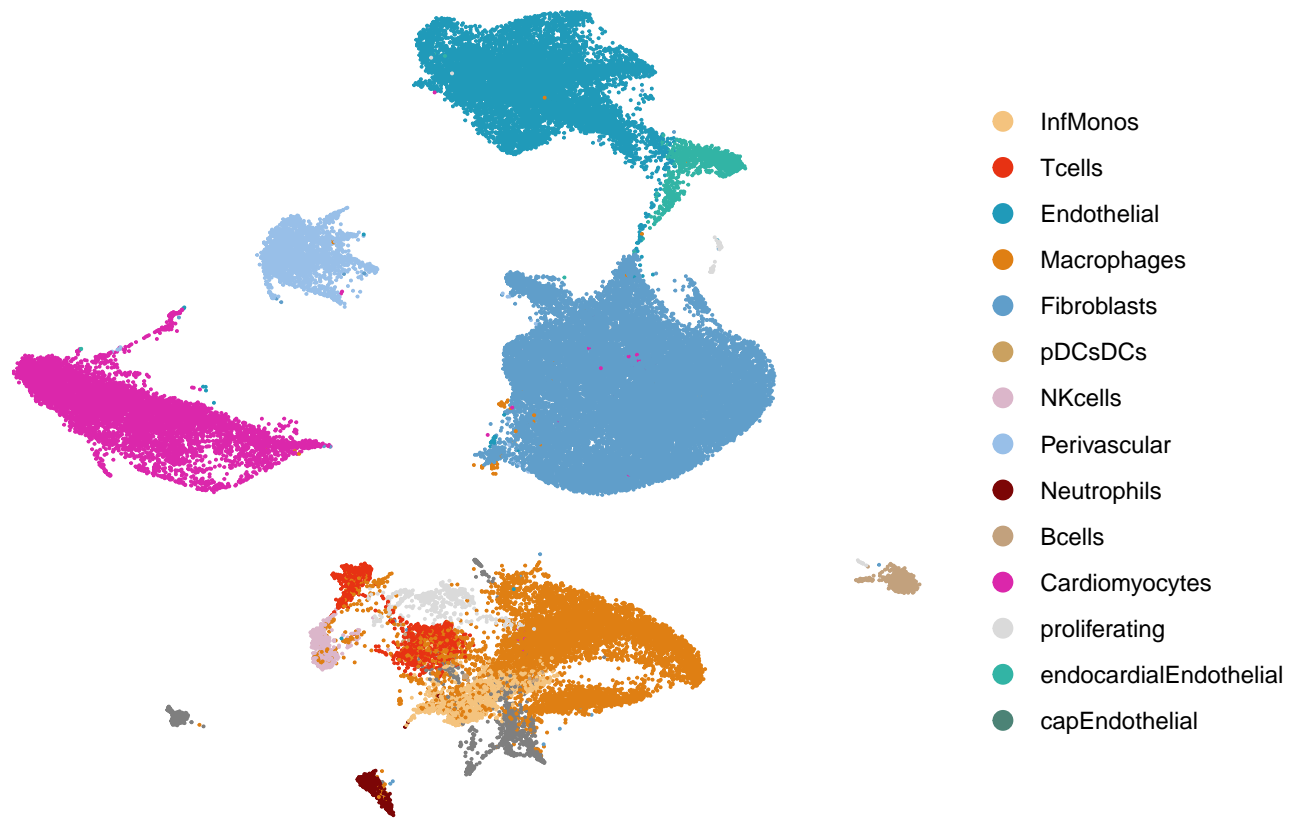 InfMonos
Tcells
Endothelial
Macrophages
Fibroblasts
pDCsDCs
NKcells
Perivascular
Neutrophils
Bcells
Cardiomyocytes
proliferating
endocardialEndothelial
capEndothelial